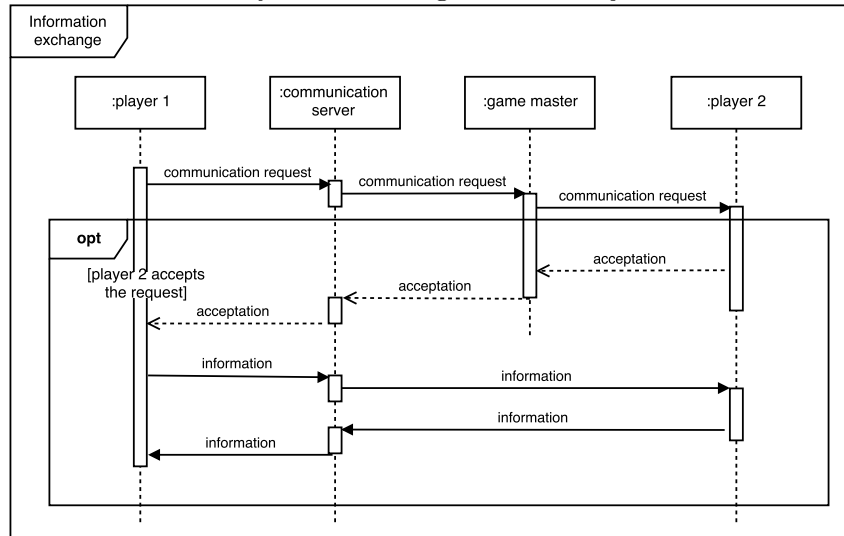 Information
exchange
:player 1
:communication
server
:game master
:player 2
communication request
communication request
communication request
opt
[player 2 accepts
the request]
acceptation
acceptation
acceptation
information
information
information
information